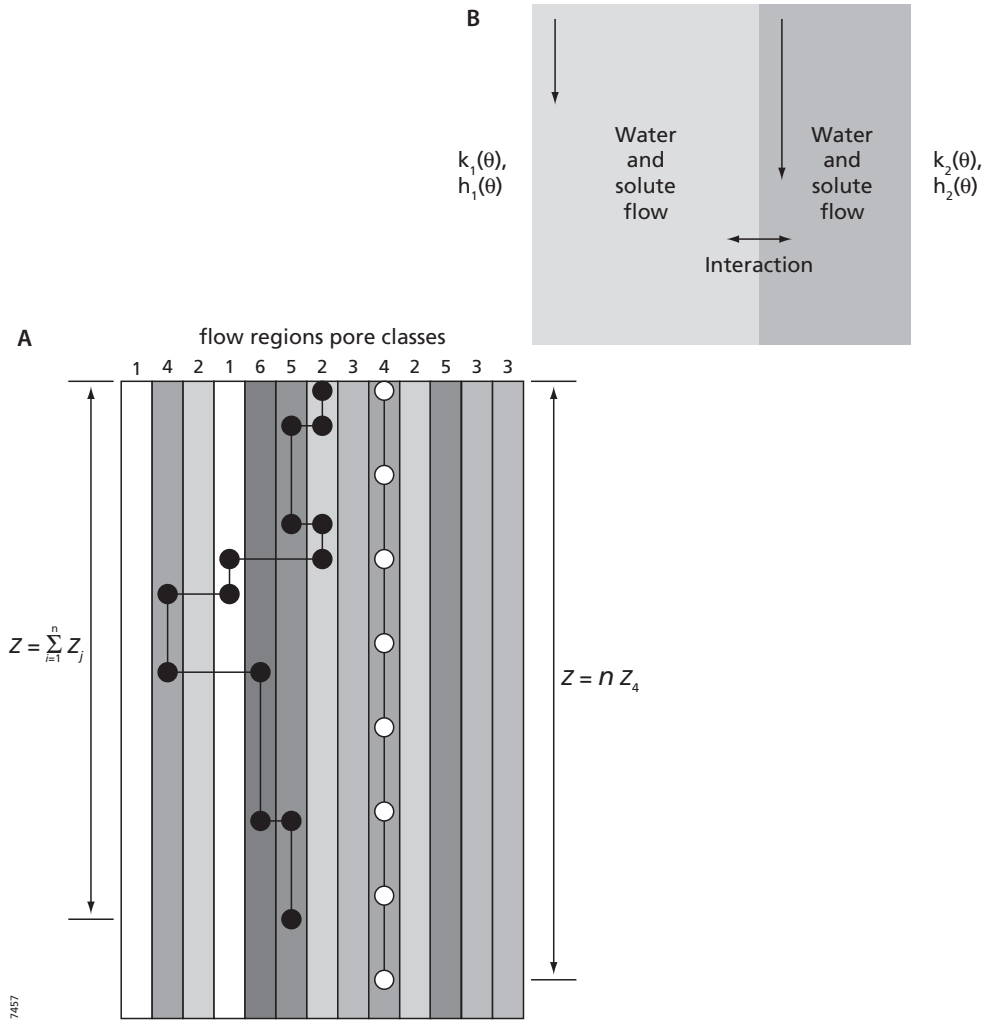 B
Water
and
solute
flow
Water
and
solute
flow
k₁(θ),
h₁(θ)
k₂(θ),
h₂(θ)
Interaction
A
flow regions pore classes
1 4 2 1 6 5 2 3 4 2 5 3 3
Z = n Σ i=1 Zⱼ
Z = n Z₄
7457